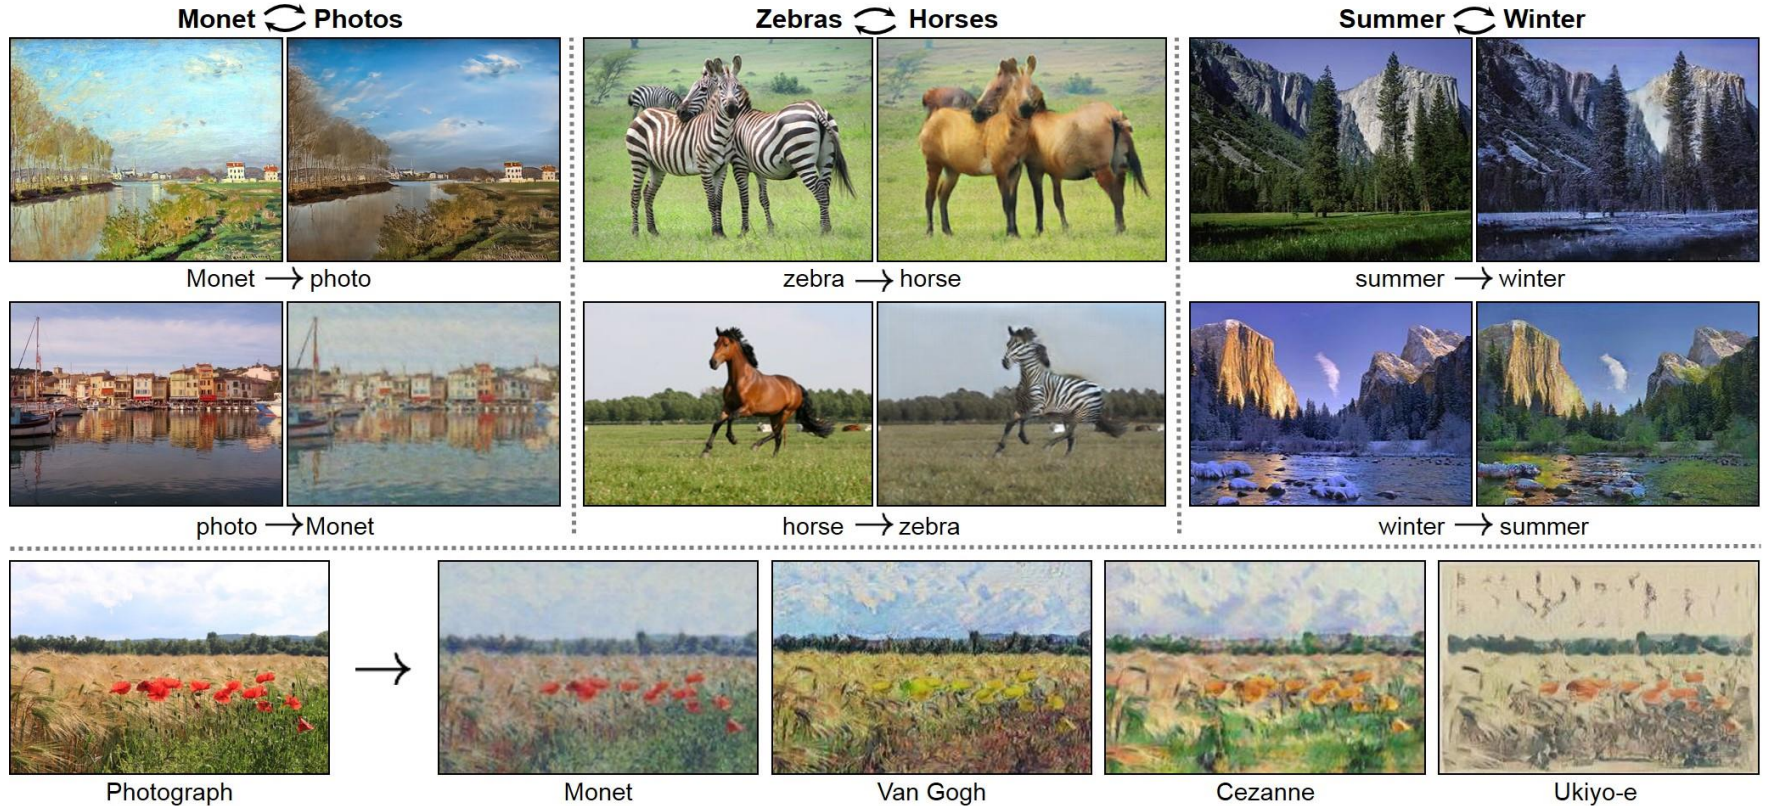 Monet ⇄ Photos
Zebras ⇄ Horses
Summer ⇄ Winter
Monet → photo
zebra → horse
summer → winter
photo → Monet
horse → zebra
winter → summer
Photograph
Monet
Van Gogh
Cezanne
Ukiyo-e